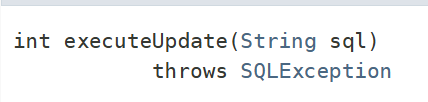 int executeUpdate(String sql)
throws SQLException